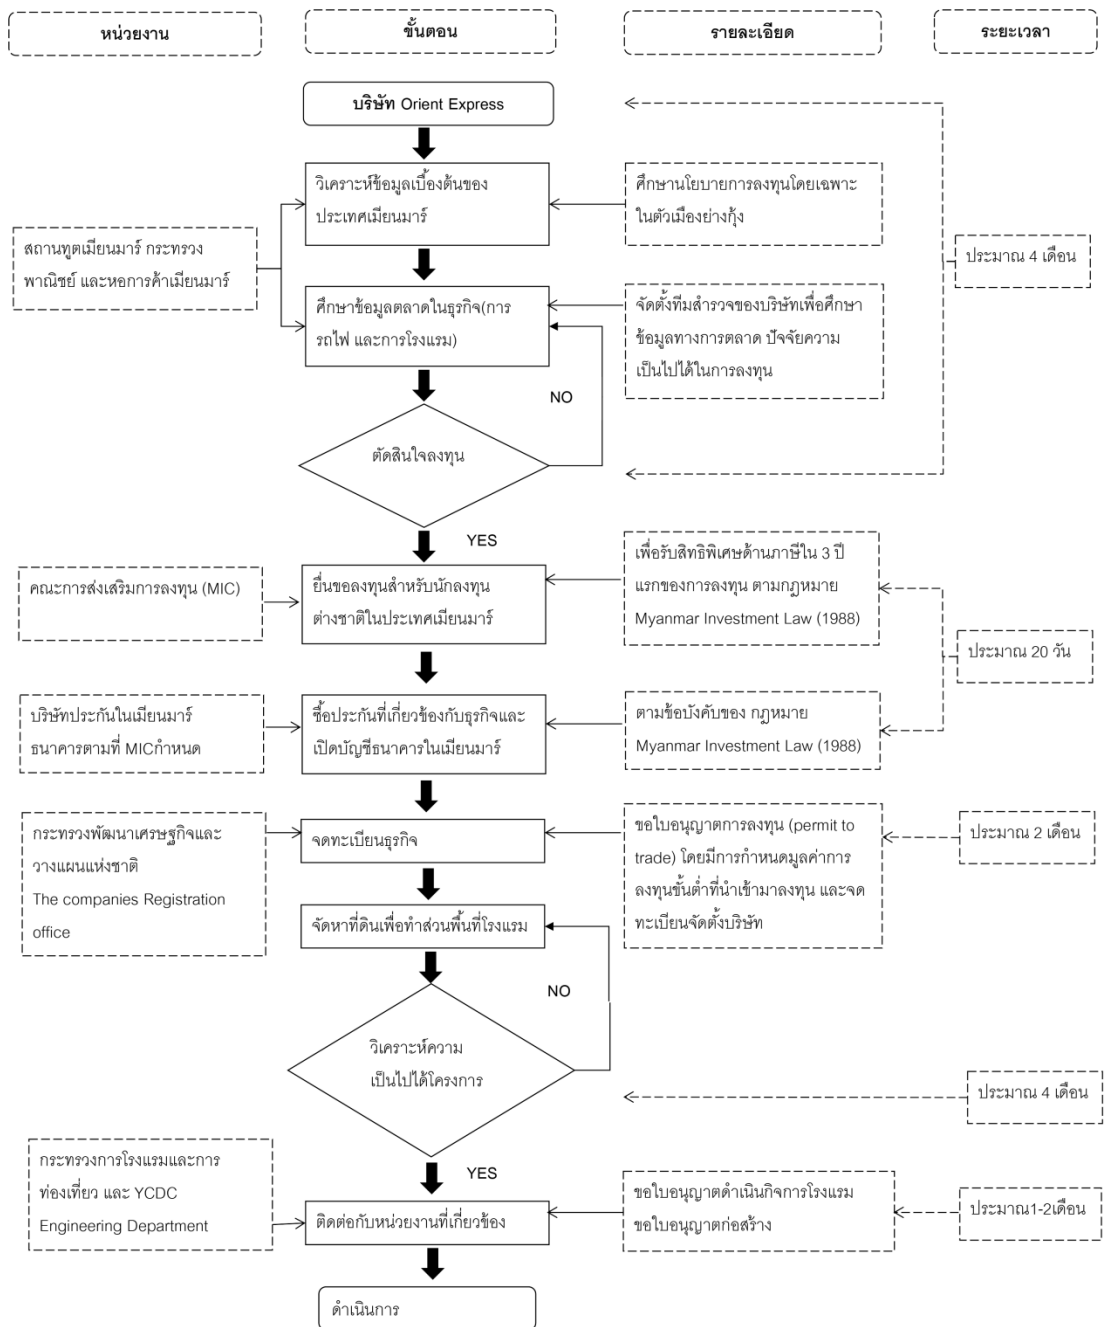 หน่วยงาน
ขั้นตอน
รายละเอียด
ระยะเวลา
บริษัท Orient Express
วิเคราะห์ข้อมูลเบื้องต้นของ
ประเทศเมียนมาร์
ศึกษานโยบายการลงทุนโดยเฉพาะ
ในตัวเมืองย่างกุ้ง
สถานทูตเมียนมาร์ กระทรวง
พาณิชย์ และหอการค้าเมียนมาร์
ประมาณ 4 เดือน
ศึกษาข้อมูลตลาดในธุรกิจ(การ
รถไฟ และการโรงแรม)
จัดตั้งทีมสำรวจของบริษัทเพื่อศึกษา
ข้อมูลทางการตลาด ปัจจัยความ
เป็นไปได้ในการลงทุน
NO
ตัดสินใจลงทุน
YES
คณะการส่งเสริมการลงทุน (MIC)
ยื่นขอลงทุนสำหรับนักลงทุน
ต่างชาติในประเทศเมียนมาร์
เพื่อรับสิทธิพิเศษด้านภาษีใน 3 ปี
แรกของการลงทุน ตามกฎหมาย
Myanmar Investment Law (1988)
ประมาณ 20 วัน
บริษัทประกันในเมียนมาร์
ธนาคารตามที่ MICกำหนด
ซื้อประกันที่เกี่ยวข้องกับธุรกิจและ
เปิดบัญชีธนาคารในเมียนมาร์
ตามข้อบังคับของ กฎหมาย
Myanmar Investment Law (1988)
กระทรวงพัฒนาเศรษฐกิจและ
วางแผนแห่งชาติ
The companies Registration
office
จดทะเบียนธุรกิจ
ขอใบอนุญาตการลงทุน (permit to
trade) โดยมีการกำหนดมูลค่าการ
ลงทุนขั้นต่ำที่นำเข้ามาลงทุน และจด
ทะเบียนจัดตั้งบริษัท
ประมาณ 2 เดือน
จัดหาที่ดินเพื่อทำส่วนพื้นที่โรงแรม
NO
วิเคราะห์ความ
เป็นไปได้โครงการ
ประมาณ 4 เดือน
YES
กระทรวงการโรงแรมและการ
ท่องเที่ยว และ YCDC
Engineering Department
ติดต่อกับหน่วยงานที่เกี่ยวข้อง
ขอใบอนุญาตดำเนินกิจการโรงแรม
ขอใบอนุญาตก่อสร้าง
ประมาณ1-2เดือน
ดำเนินการ